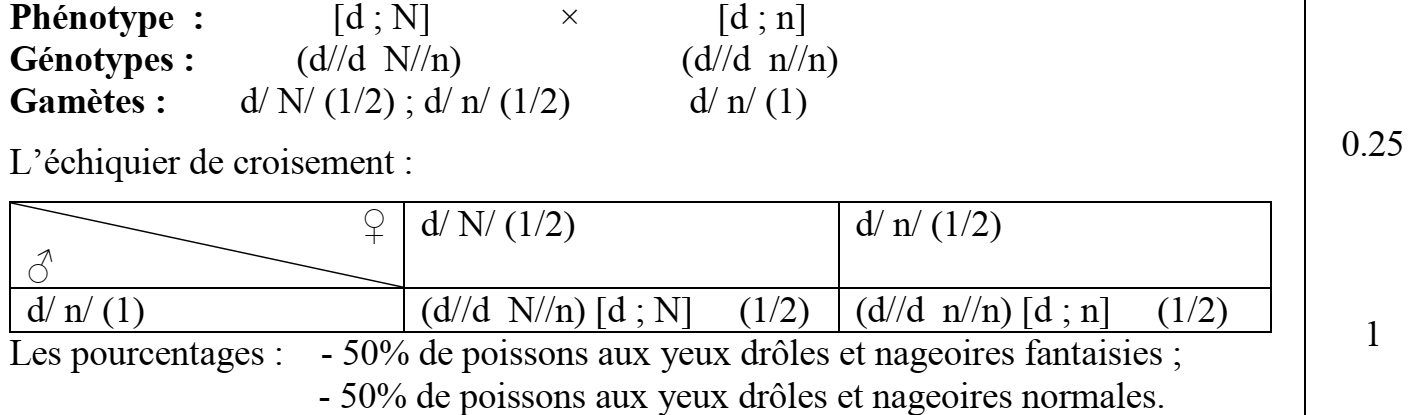 Phénotype : [d ; N] × [d ; n]
Génotypes : (d//d N//n) (d//d n//n)
Gamètes : d/ N/ (1/2) ; d/ n/ (1/2) d/ n/ (1)
0.25
L’échiquier de croisement :
♀ d/ N/ (1/2) d/ n/ (1/2)
♂
d/ n/ (1) (d//d N//n) [d ; N] (1/2) (d//d n//n) [d ; n] (1/2)
1
Les pourcentages : - 50% de poissons aux yeux drôles et nageoires fantaisies ;
- 50% de poissons aux yeux drôles et nageoires normales.